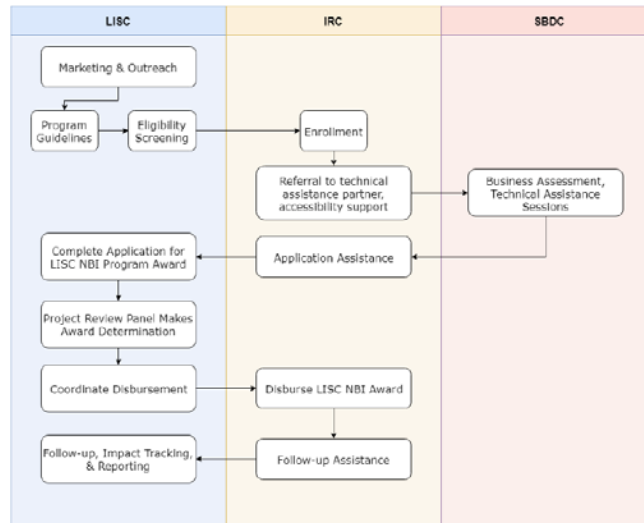 LISC
IRC
SBDC
Marketing & Outreach
Program
Guidelines
Eligibility
Screening
Enrollment
Referral to technical
assistance partner,
accessibility support
Business Assessment,
Technical Assistance
Sessions
Application Assistance
Complete Application for
LISC NBI Program Award
Project Review Panel Makes
Award Determination
Coordinate Disbursement
Disburse LISC NBI Award
Follow-up Assistance
Follow-up, Impact Tracking,
& Reporting